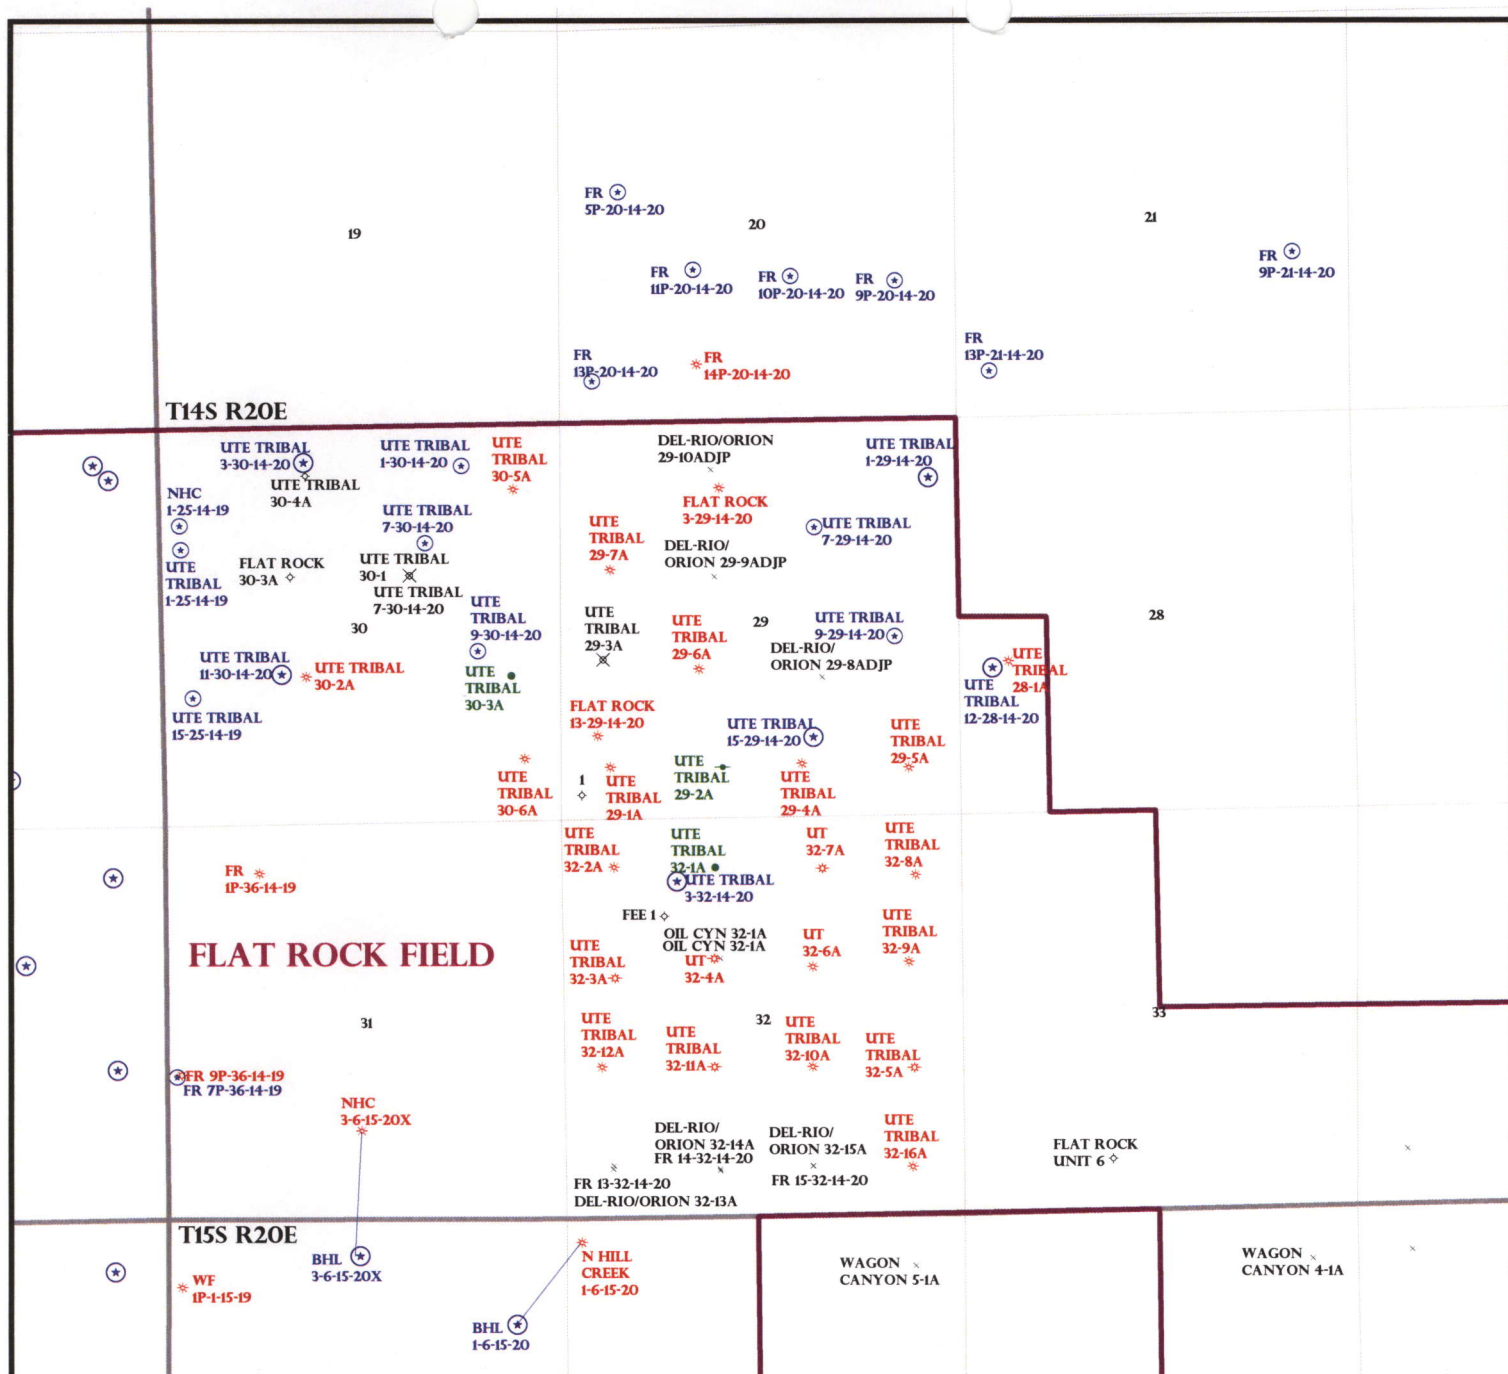 19
20
21
FR
5P-20-14-20
FR
11P-20-14-20
FR
10P-20-14-20
FR
9P-20-14-20
FR
9P-21-14-20
FR
13P-20-14-20
FR
14P-20-14-20
FR
13P-21-14-20
T14S R20E
UTE TRIBAL
3-30-14-20
UTE TRIBAL
30-4A
UTE TRIBAL
1-30-14-20
UTE
TRIBAL
30-5A
DEL-RIO/ORION
29-10ADJP
UTE TRIBAL
1-29-14-20
NHC
1-25-14-19
UTE TRIBAL
7-30-14-20
UTE
TRIBAL
29-7A
FLAT ROCK
3-29-14-20
UTE TRIBAL
7-29-14-20
UTE
TRIBAL
1-25-14-19
FLAT ROCK
30-3A
UTE TRIBAL
30-1
UTE TRIBAL
7-30-14-20
DEL-RIO/
ORION 29-9ADJP
30
UTE
TRIBAL
9-30-14-20
UTE
TRIBAL
29-3A
UTE
TRIBAL
29-6A
29
UTE TRIBAL
9-29-14-20
28
DEL-RIO/
ORION 29-8ADJP
UTE TRIBAL
11-30-14-20
UTE TRIBAL
30-2A
UTE
TRIBAL
30-3A
UTE
TRIBAL
28-1A
UTE
TRIBAL
12-28-14-20
UTE TRIBAL
15-25-14-19
FLAT ROCK
13-29-14-20
UTE TRIBAL
15-29-14-20
UTE
TRIBAL
29-5A
UTE
TRIBAL
30-6A
1
UTE
TRIBAL
29-1A
UTE
TRIBAL
29-2A
UTE
TRIBAL
29-4A
UTE
TRIBAL
32-2A
UTE
TRIBAL
32-1A
UT
32-7A
UTE
TRIBAL
32-8A
FR
1P-36-14-19
UTE TRIBAL
3-32-14-20
FEE 1
OIL CYN 32-1A
OIL CYN 32-1A
FLAT ROCK FIELD
UTE
TRIBAL
32-3A
UT
32-4A
UT
32-6A
UTE
TRIBAL
32-9A
31
32
33
UTE
TRIBAL
32-12A
UTE
TRIBAL
32-11A
UTE
TRIBAL
32-10A
UTE
TRIBAL
32-5A
FR 9P-36-14-19
FR 7P-36-14-19
NHC
3-6-15-20X
DEL-RIO/
ORION 32-14A
FR 14-32-14-20
DEL-RIO/
ORION 32-15A
FR 15-32-14-20
UTE
TRIBAL
32-16A
FLAT ROCK
UNIT 6
FR 13-32-14-20
DEL-RIO/ORION 32-13A
T15S R20E
BHL
3-6-15-20X
WF
1P-1-15-19
N HILL
CREEK
1-6-15-20
BHL
1-6-15-20
WAGON
CANYON 5-1A
WAGON
CANYON 4-1A